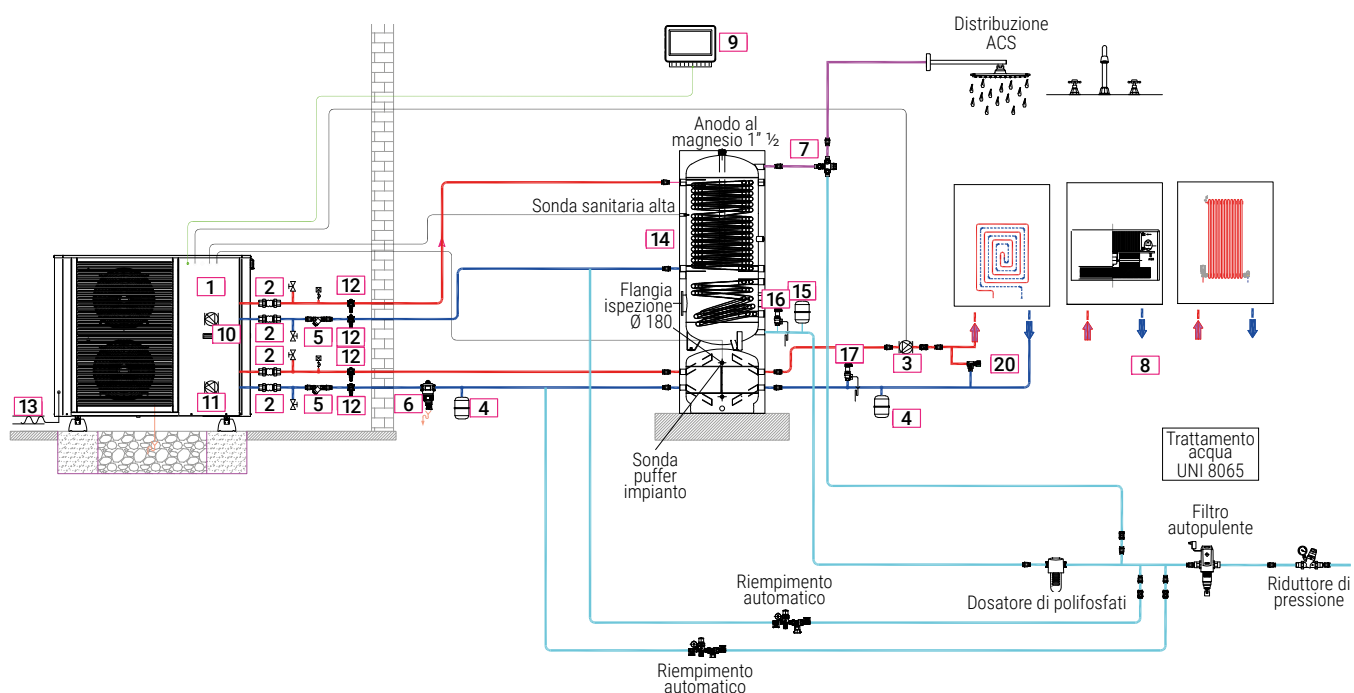 Distribuzione
ACS
9
Anodo al
magnesio 1" ½
7
Sonda sanitaria alta
14
1
2
12
Flangia
ispezione
Ø 180
16
15
10
2
5
12
2
12
17
3
20
8
11
2
5
12
6
4
4
13
Sonda
puffer
impianto
Trattamento
acqua
UNI 8065
Filtro
autopulente
Riempimento
automatico
Dosatore di polifosfati
Riduttore di
pressione
Riempimento
automatico